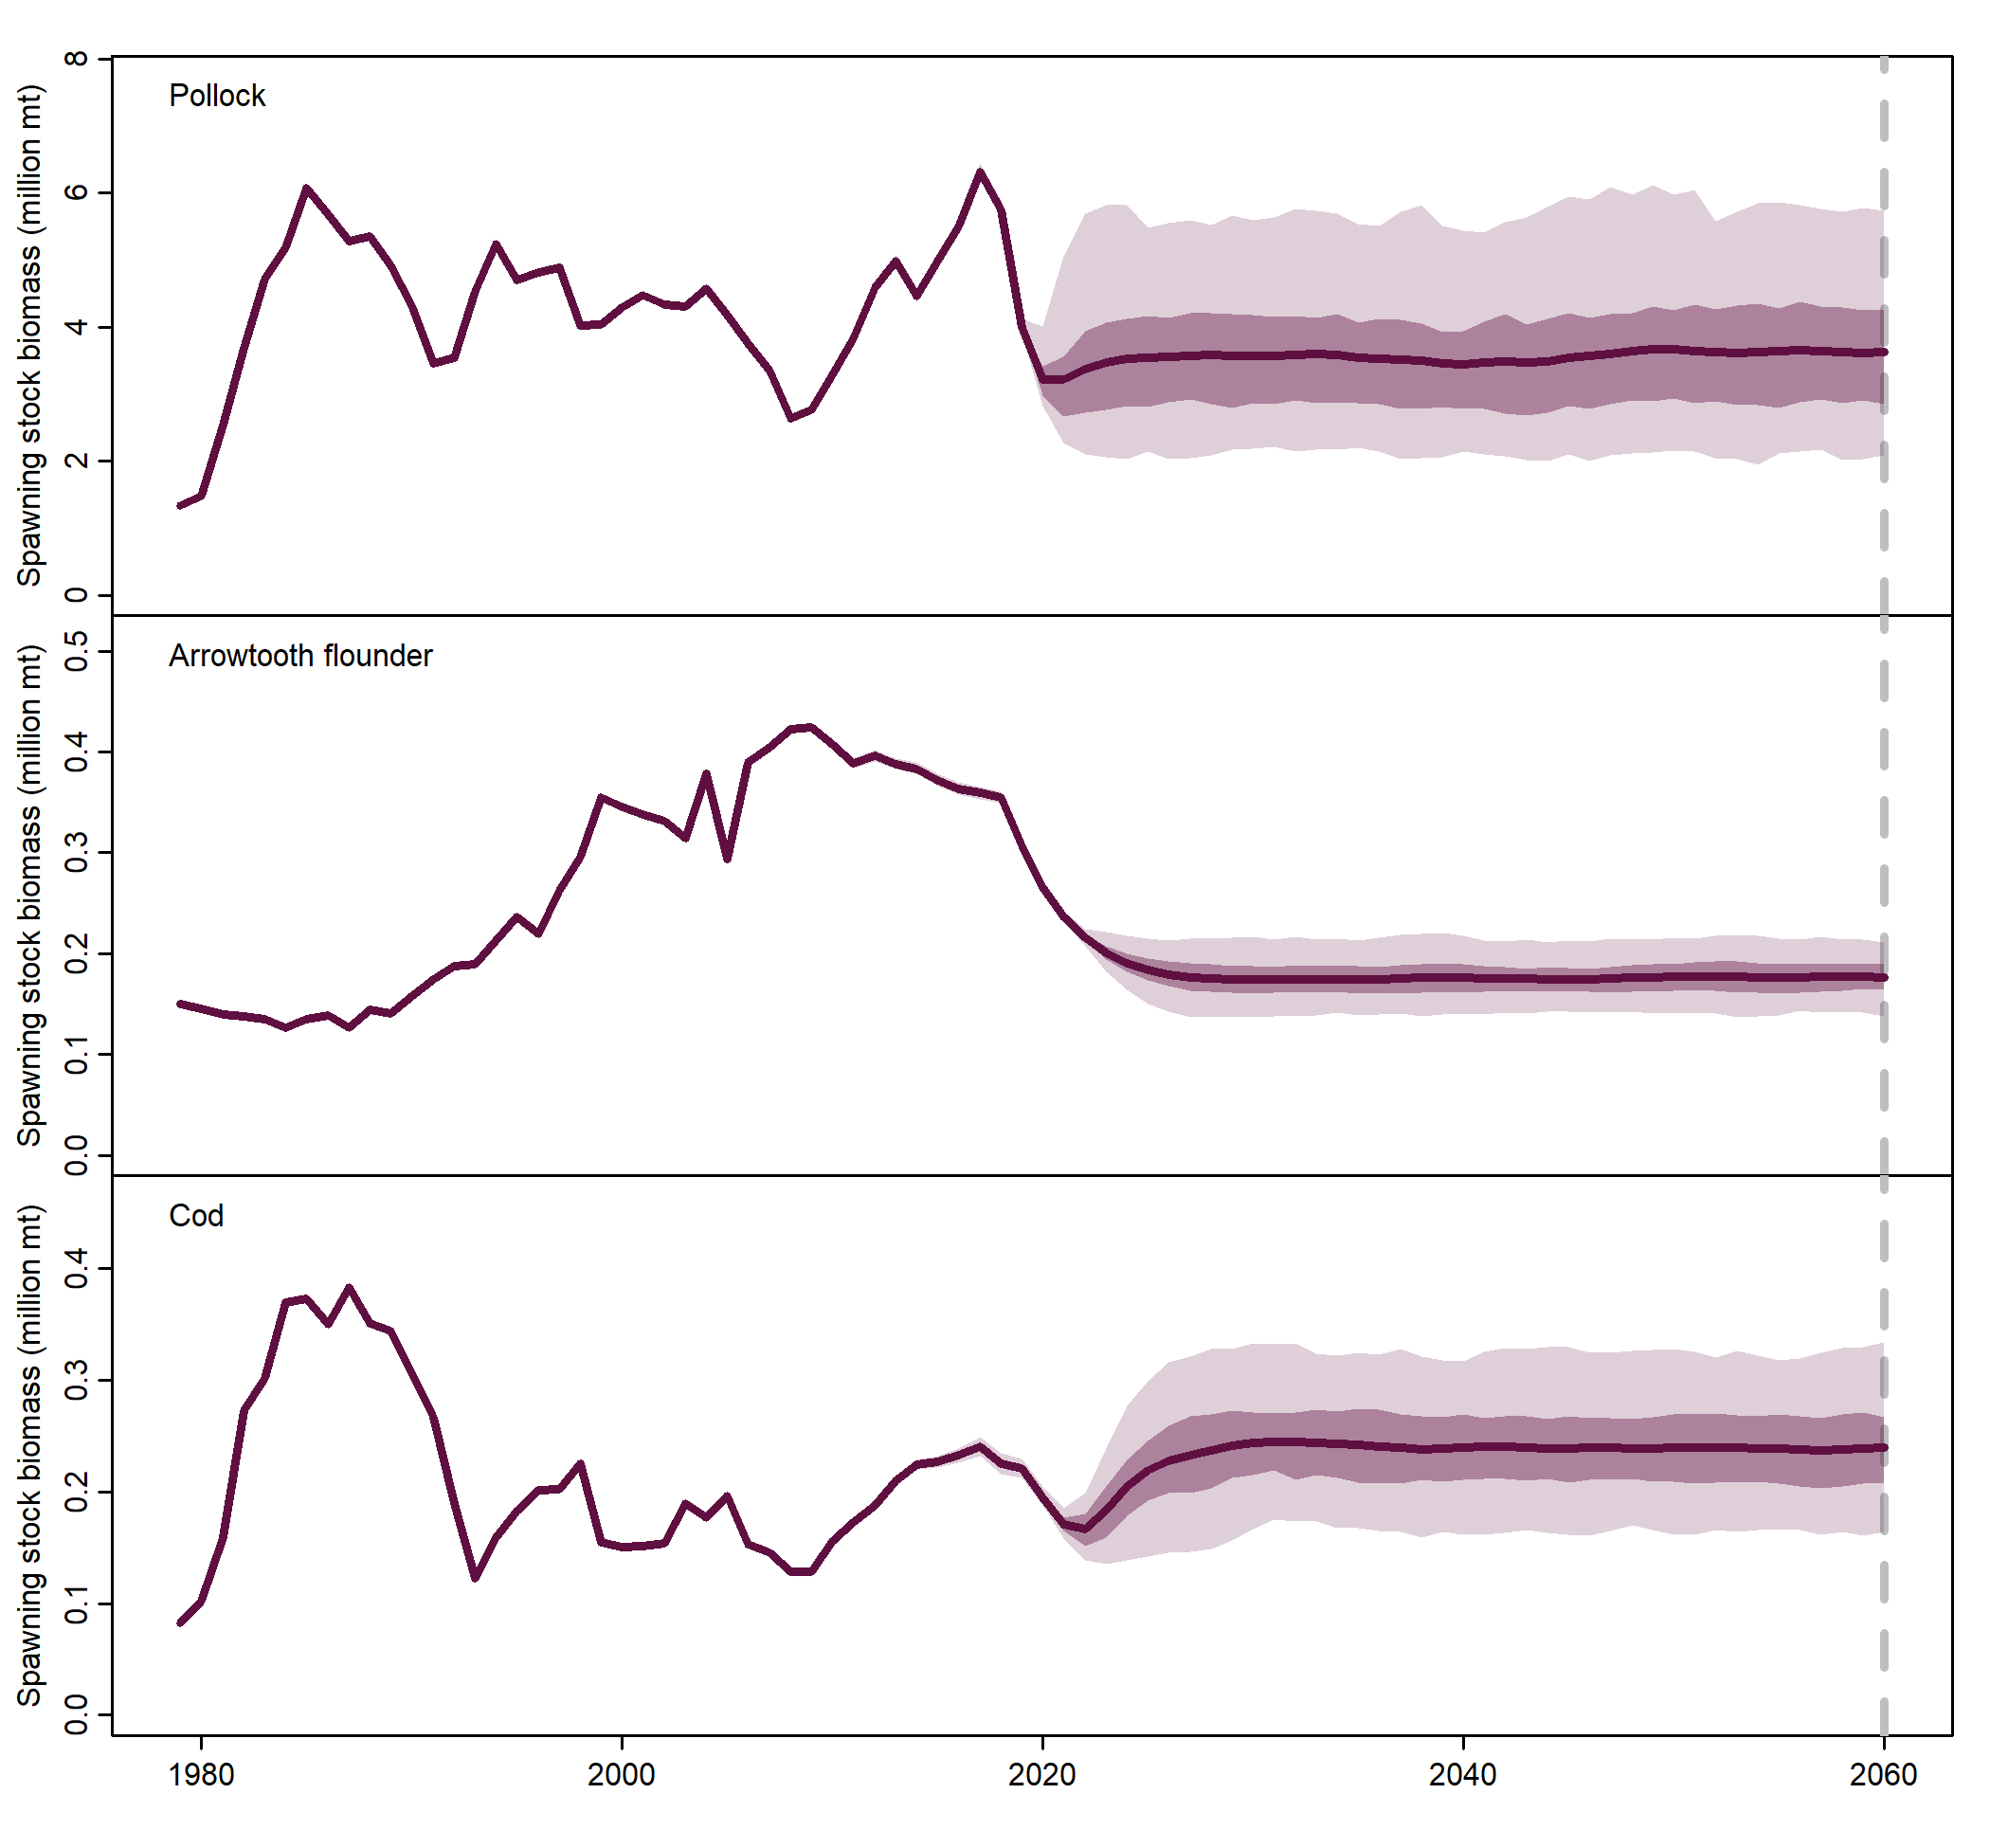 Pollock
Spawning stock biomass (million mt)
8
6
4
2
0
Arrowtooth flounder
Spawning stock biomass (million mt)
0.5
0.4
0.3
0.2
0.1
0.0
Cod
Spawning stock biomass (million mt)
0.4
0.3
0.2
0.1
0.0
1980 2000 2020 2040 2060